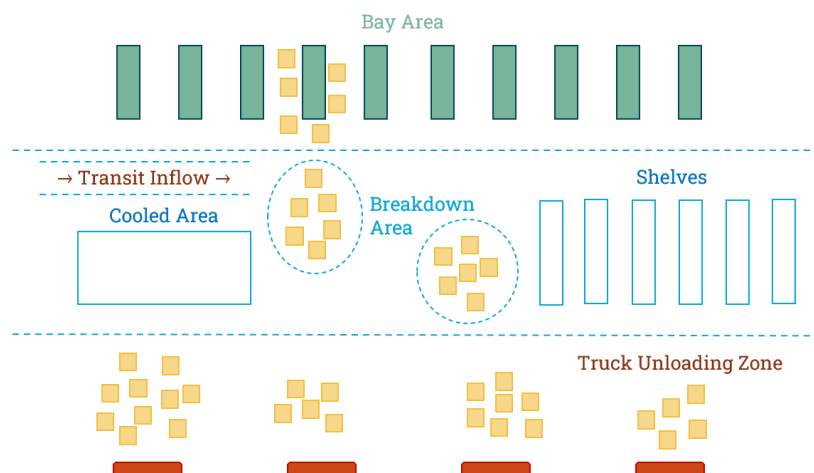 Bay Area
→ Transit Inflow →
Shelves
Cooled Area
Breakdown
Area
Truck Unloading Zone